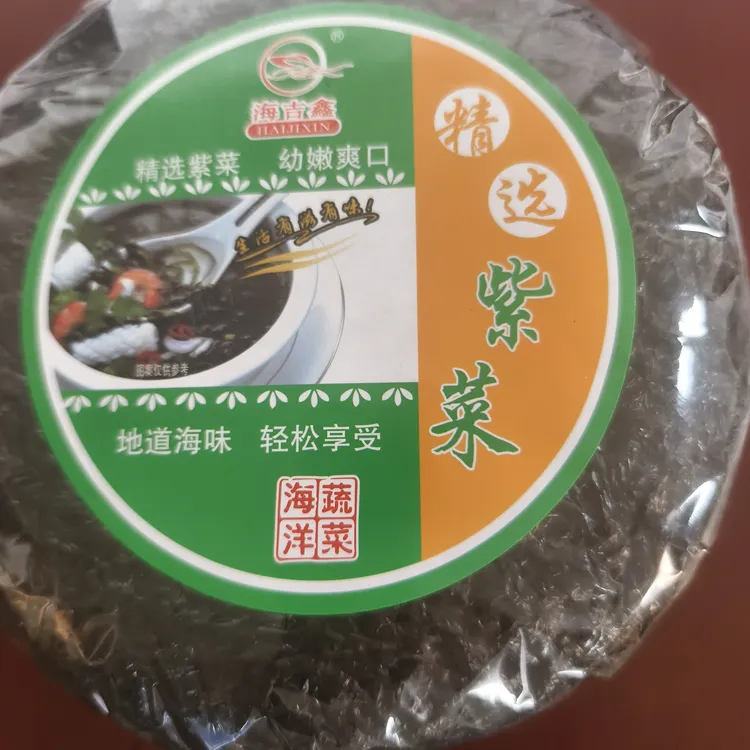 ®
海吉鑫
HAIJIXIN
精选紫菜 幼嫩爽口
生活有滋有味!
图案仅供参考
地道海味 轻松享受
海蔬
洋菜
精选
紫菜